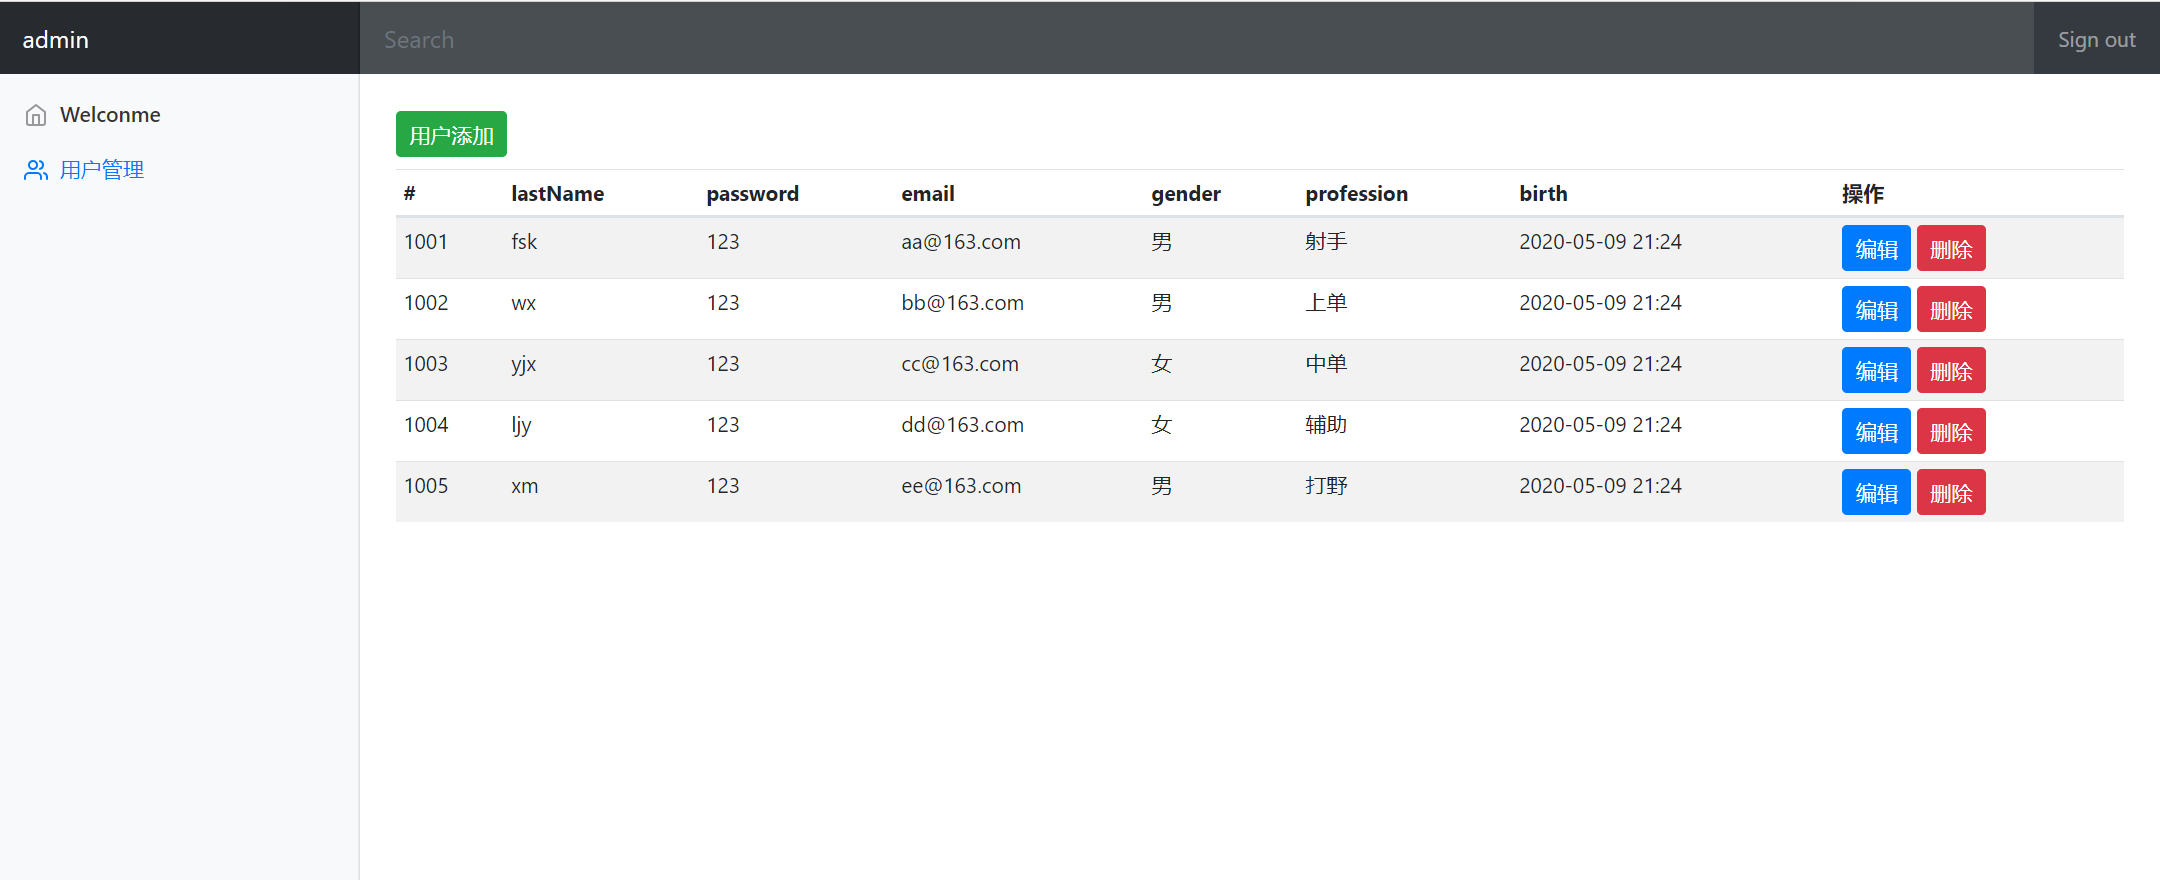 admin Search Sign out
Welconme
用户管理
用户添加
# lastName password email gender profession birth 操作
1001 fsk 123 aa@163.com 男 射手 2020-05-09 21:24 编辑 删除
1002 wx 123 bb@163.com 男 上单 2020-05-09 21:24 编辑 删除
1003 yjx 123 cc@163.com 女 中单 2020-05-09 21:24 编辑 删除
1004 ljy 123 dd@163.com 女 辅助 2020-05-09 21:24 编辑 删除
1005 xm 123 ee@163.com 男 打野 2020-05-09 21:24 编辑 删除